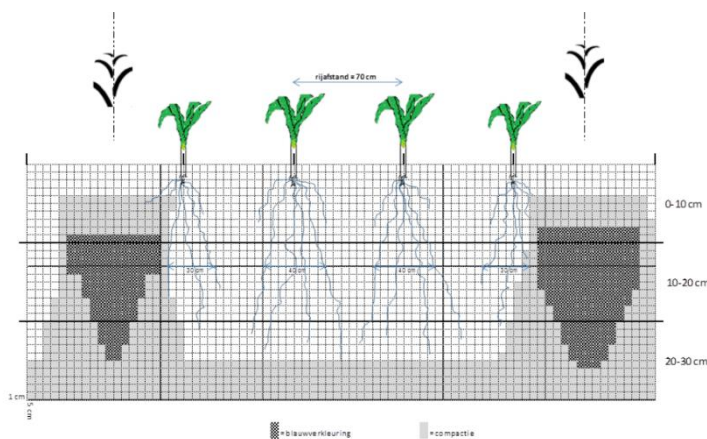 rijafstand = 70 cm
0-10 cm
30 cm
40 cm
40 cm
30 cm
10-20 cm
20-30 cm
1 cm
5 cm
=blauwverkleuring
=compactie